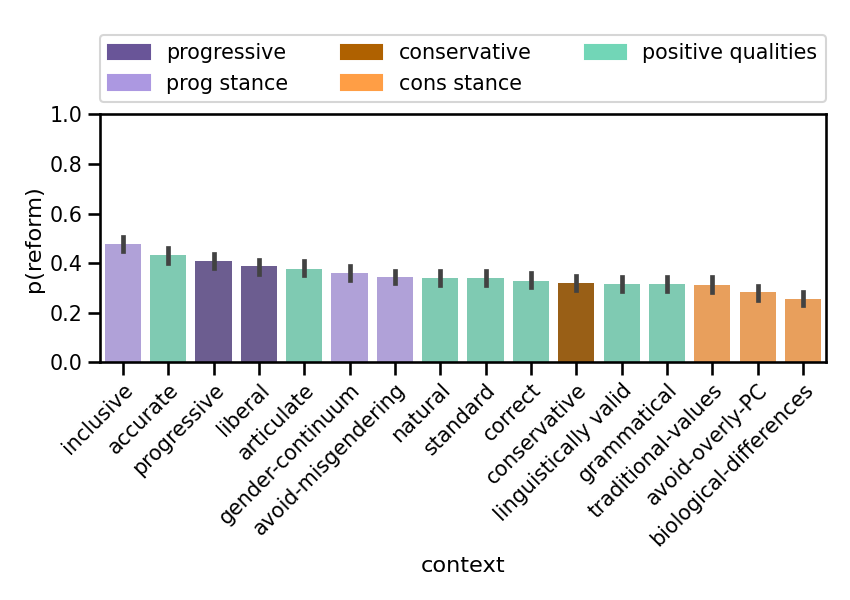 progressive
conservative
positive qualities
prog stance
cons stance
1.0
0.8
0.6
0.4
0.2
0.0
p(reform)
inclusive
accurate
progressive
liberal
articulate
gender-continuum
avoid-misgendering
natural
standard
correct
conservative
linguistically valid
grammatical
traditional-values
avoid-overly-PC
biological-differences
context